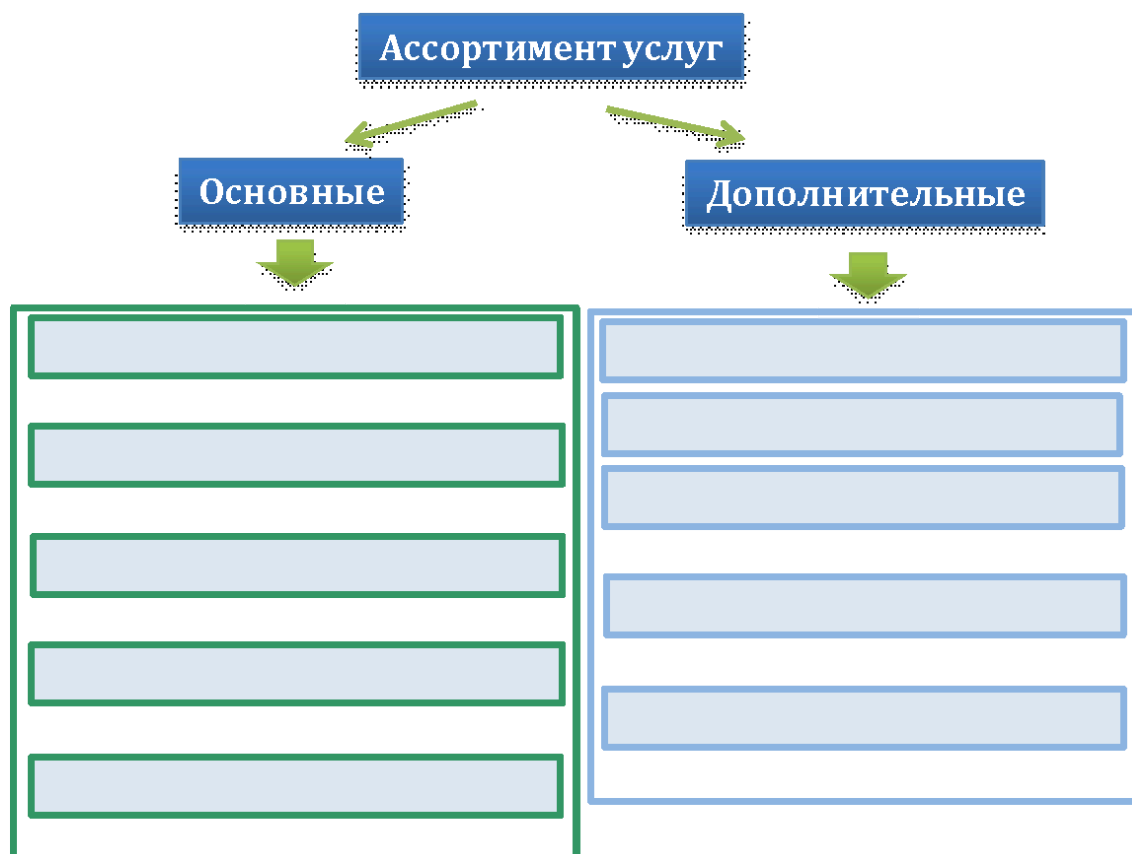 Ассортимент услуг
Основные
Дополнительные